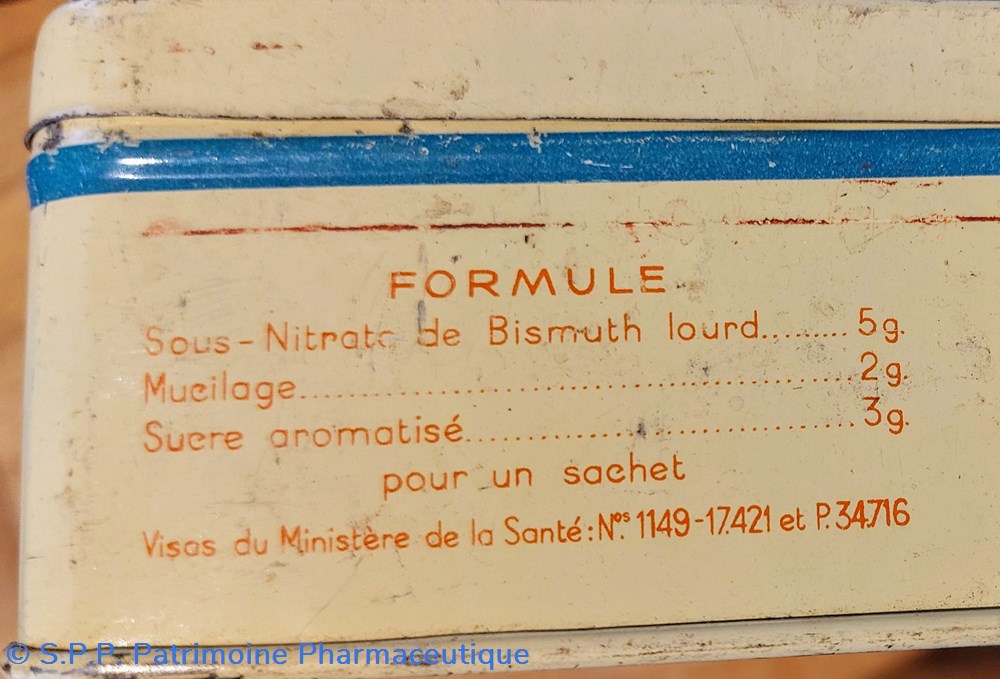 FORMULE
Sous-Nitrate de Bismuth lourd......... 5g.
Mucilage.......................................................2g.
Sucre aromatisé........................................3g.
pour un sachet
Visas du Ministère de la Santé: Nos. 1149-17.421 et P. 34.716
© S.P.P. Patrimoine Pharmaceutique